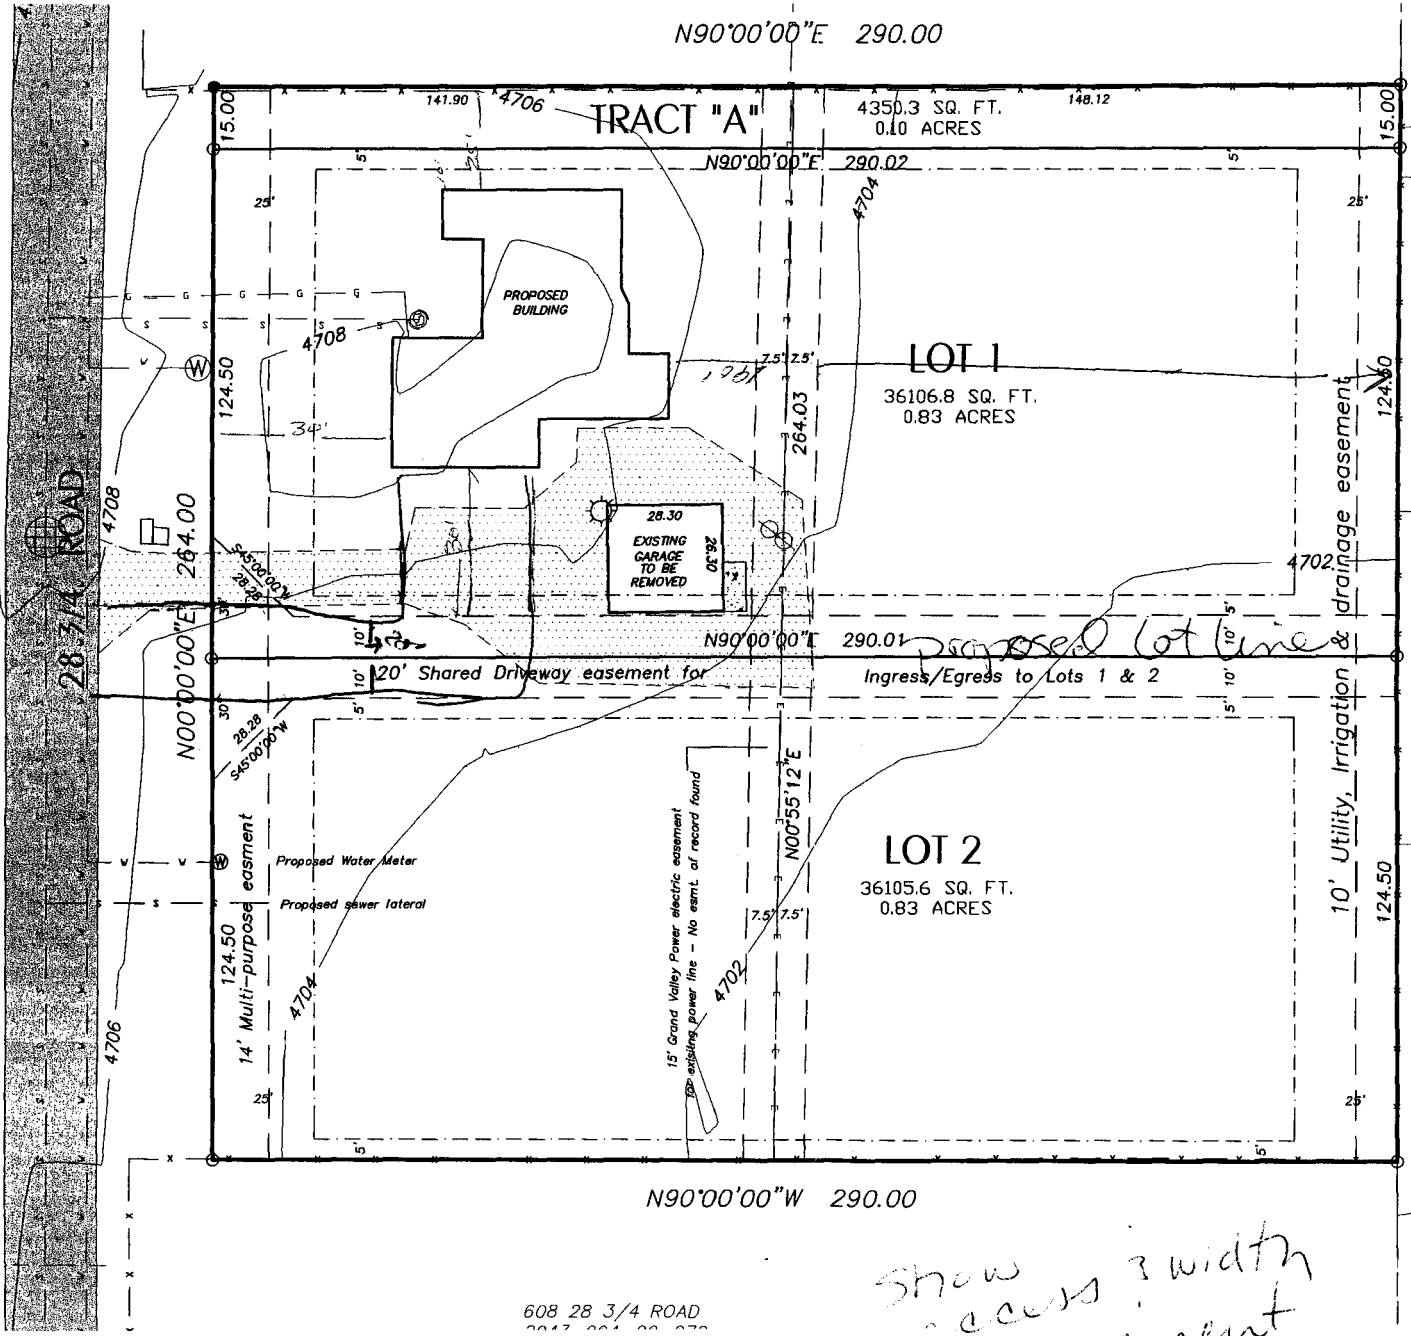 N90°00'00"E 290.00
141.90
4706
TRACT "A"
4350.3 SQ. FT.
0.10 ACRES
148.12
15.00
15.00
N90°00'00"E 290.02
5'
5'
25'
25'
25'
4704
PROPOSED
BUILDING
G G G G
S S S S
4708
W
124.50
LOT 1
36106.8 SQ. FT.
0.83 ACRES
7.5' 7.5'
190'
264.03
124.50
34'
28 3/4 ROAD
4708
N00°00'00"E 264.00
S45°00'00"W
28.28
30'
28.30
EXISTING
GARAGE
TO BE
REMOVED
26.30
30'
4702
10'
N90°00'00"E 290.01
proposed lot line
10' 5'
20' Shared Driveway easement for
Ingress/Egress to Lots 1 & 2
30'
5' 10'
5' 10'
28.28
S45°00'00"W
10' Utility, Irrigation & drainage easement
N00°55'12"E
15' Grand Valley Power electric easement
for exisiting power line - No esmt. of record found
LOT 2
36105.6 SQ. FT.
0.83 ACRES
W
Proposed Water Meter
Proposed sewer lateral
14' Multi-purpose easment
124.50
7.5' 7.5'
124.50
4704
4702
4706
25'
25'
5'
5'
N90°00'00"W 290.00
show
width
608 28 3/4 ROAD